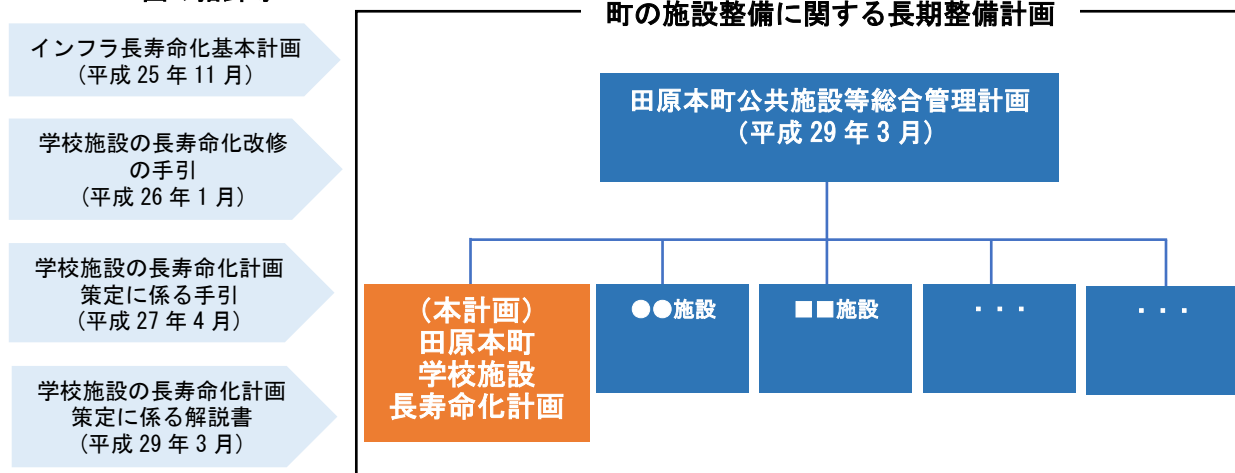 町の施設整備に関する長期整備計画
インフラ長寿命化基本計画
（平成 25 年 11 月）
学校施設の長寿命化改修
の手引
（平成 26 年 1 月）
学校施設の長寿命化計画
策定に係る手引
（平成 27 年 4 月）
学校施設の長寿命化計画
策定に係る解説書
（平成 29 年 3 月）
田原本町公共施設等総合管理計画
（平成 29 年 3 月）
（本計画）
田原本町
学校施設
長寿命化計画
●●施設
■■施設
・・・
・・・